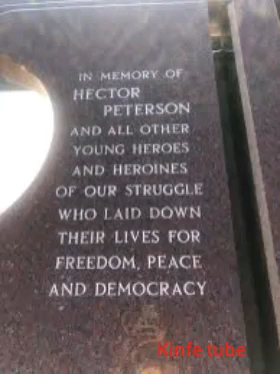 IN MEMORY OF
HECTOR
PETERSON
AND ALL OTHER
YOUNG HEROES
AND HEROINES
OF OUR STRUGGLE
WHO LAID DOWN
THEIR LIVES FOR
FREEDOM, PEACE
AND DEMOCRACY
Kinfe tube